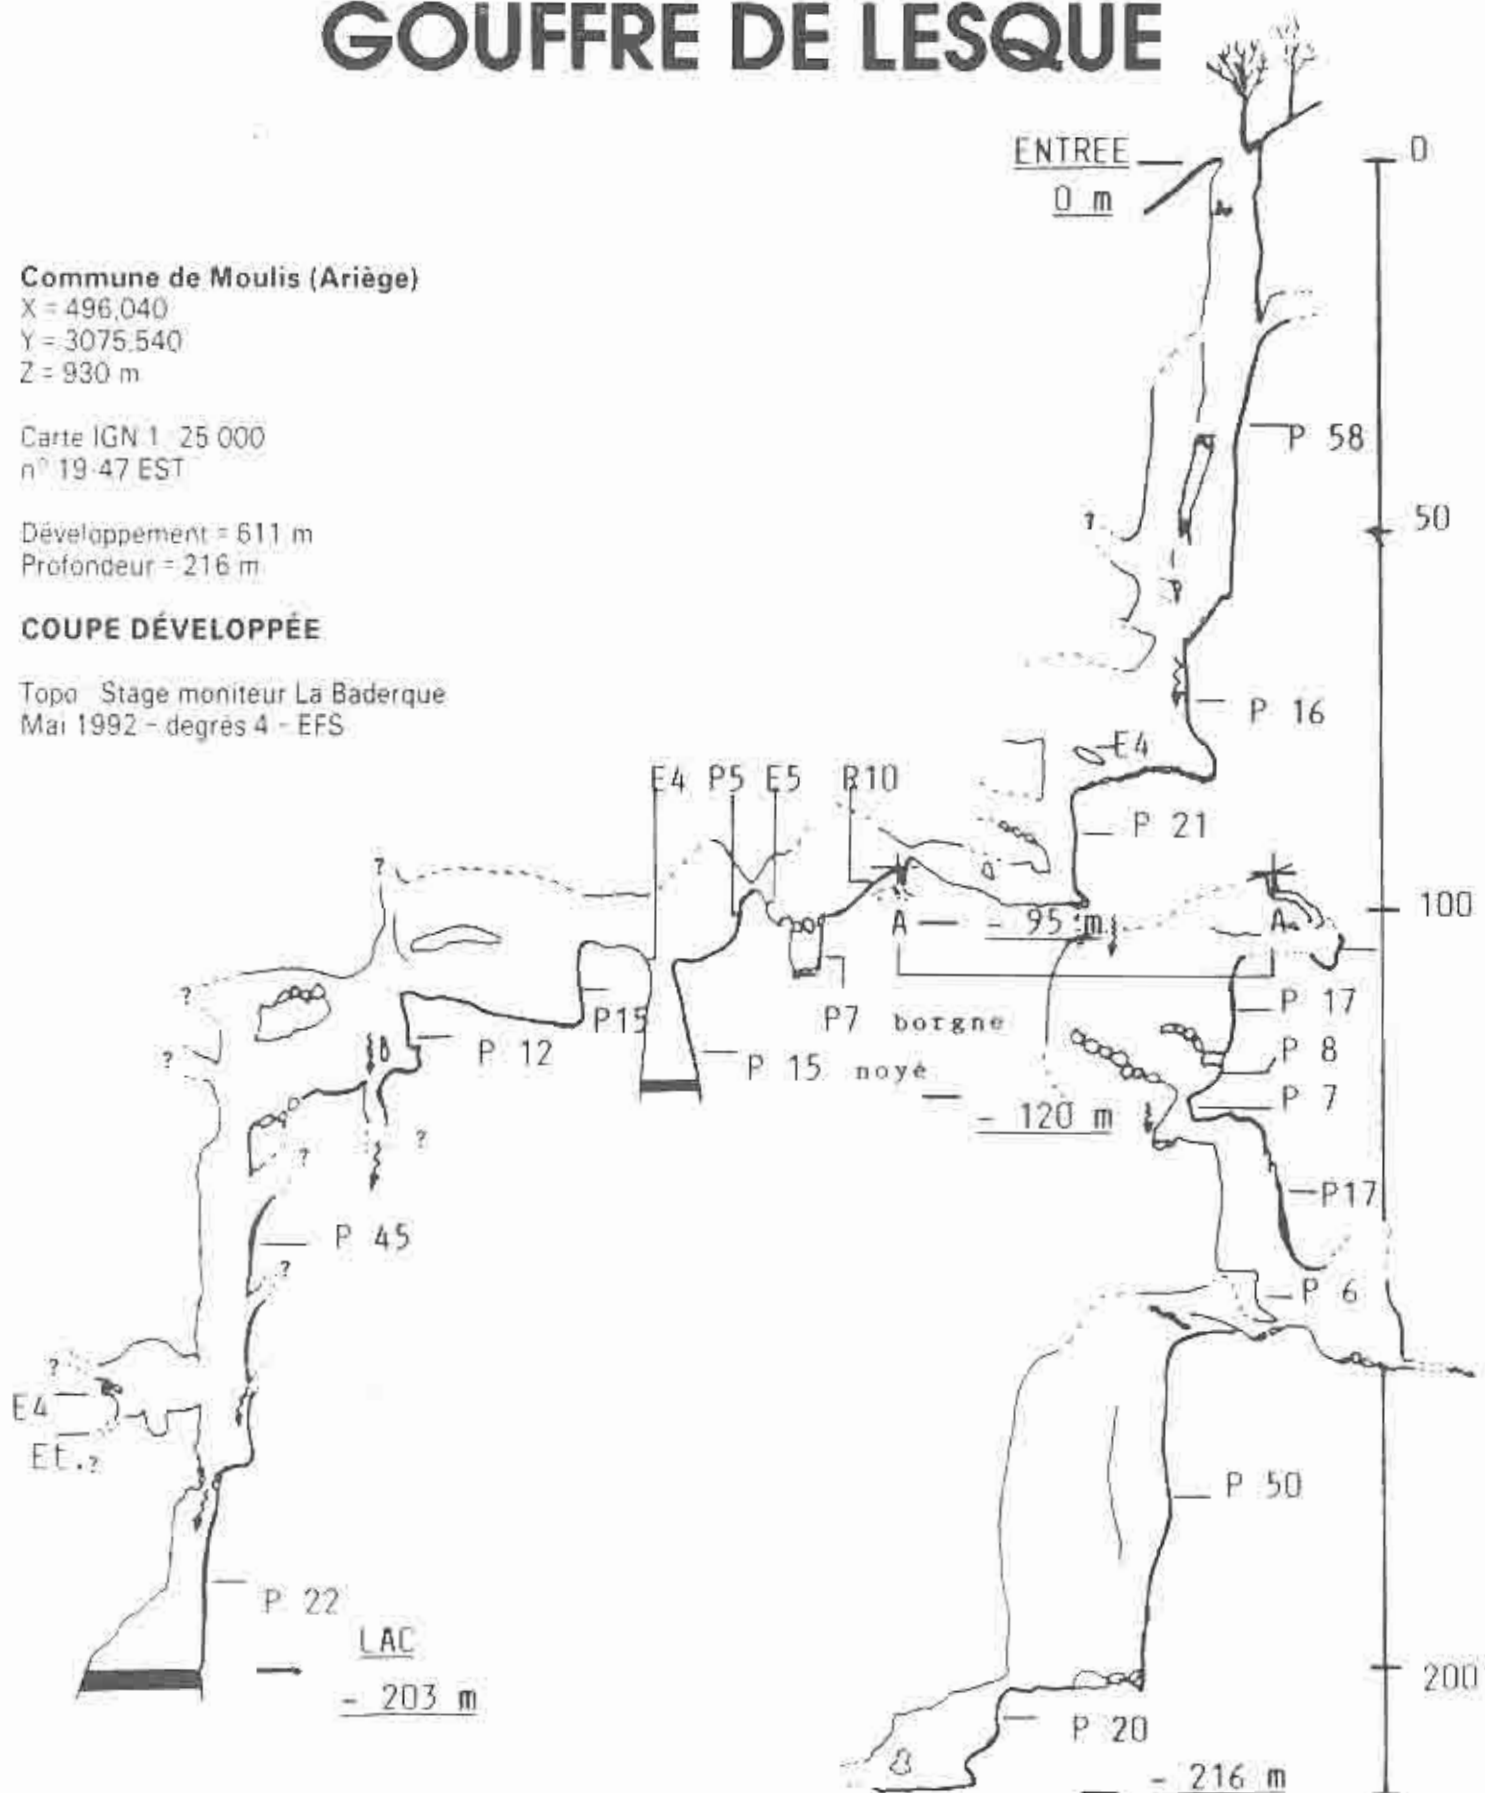 GOUFFRE DE LESQUE
ENTREE
0 m
0
Commune de Moulis (Ariège)
X = 496,040
Y = 3075,540
Z = 930 m
Carte IGN 1 25 000
n° 19-47 EST
Développement = 611 m
Profondeur = 216 m
COUPE DÉVELOPPÉE
Topo Stage moniteur La Baderque
Mai 1992 - degrés 4 - EFS
P 58
?
50
P 16
E4
E4 P5 E5 R10
P 21
?
A
- 95 m
A
100
?
P15
P7 borgne
P 17
?
P 12
P 15 noyé
P 8
P 7
- 120 m
?
?
P17
P 45
?
P 6
?
E4
Et.?
P 50
P 22
LAC
- 203 m
200
P 20
- 216 m